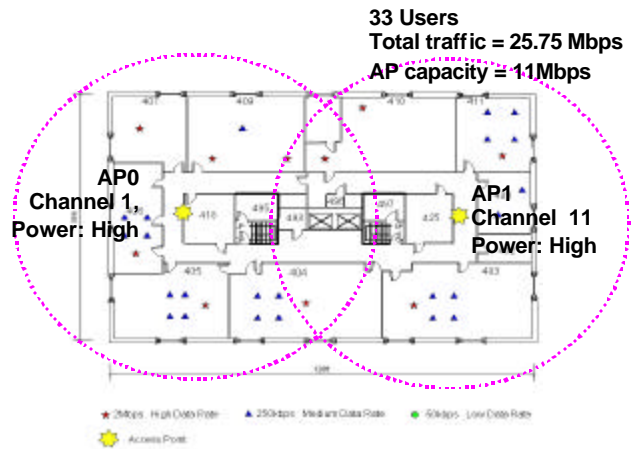 33 Users
Total traffic = 25.75 Mbps
AP capacity = 11Mbps
401
409
410
411
AP0
Channel 1,
Power: High
AP1
Channel 11
Power: High
418
425
405
404
403
2Mbps High Data Rate
250kbps Medium Data Rate
50kbps Low Data Rate
Access Point